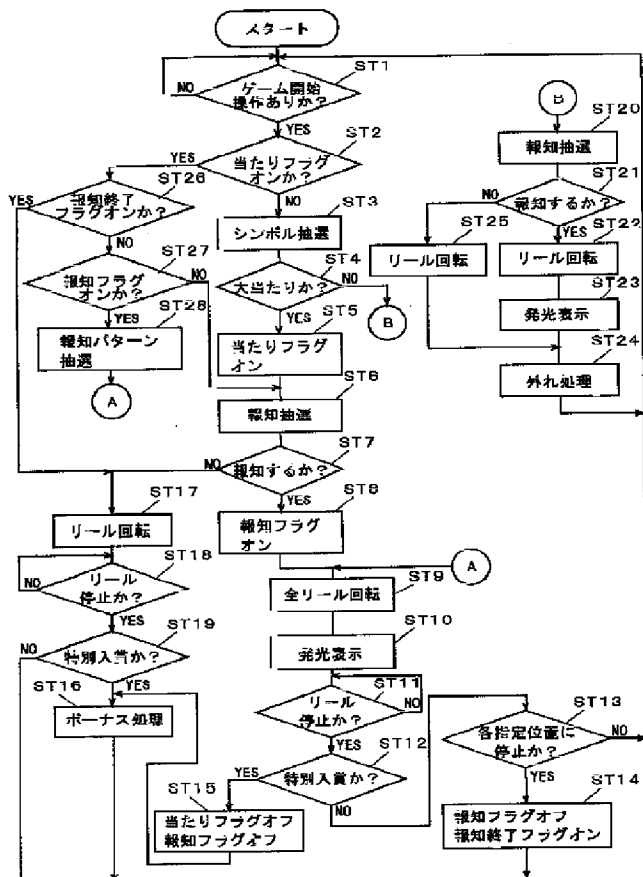 スタート
ST1
ゲーム開始
操作ありか?
NO
YES
ST2
当たりフラグ
オンか?
YES
NO
ST26
報知終了
フラグオンか?
YES
NO
ST3
シンボル抽選
ST27
報知フラグ
オンか?
NO
YES
ST4
大当たりか?
NO
YES
B
ST28
報知パターン
抽選
A
ST5
当たりフラグ
オン
ST6
報知抽選
ST7
報知するか?
NO
YES
ST8
報知フラグ
オン
A
ST9
全リール回転
ST10
発光表示
ST11
リール
停止か?
NO
YES
ST12
特別入賞か?
YES
NO
ST13
各指定位置に
停止か?
NO
YES
ST14
報知フラグオフ
報知終了フラグオン
ST15
当たりフラグオフ
報知フラグオフ
ST17
リール回転
ST18
リール
停止か?
NO
YES
ST19
特別入賞か?
NO
YES
ST16
ボーナス処理
B
ST20
報知抽選
ST21
報知するか?
NO
YES
ST25
リール回転
ST22
リール回転
ST23
発光表示
ST24
外れ処理